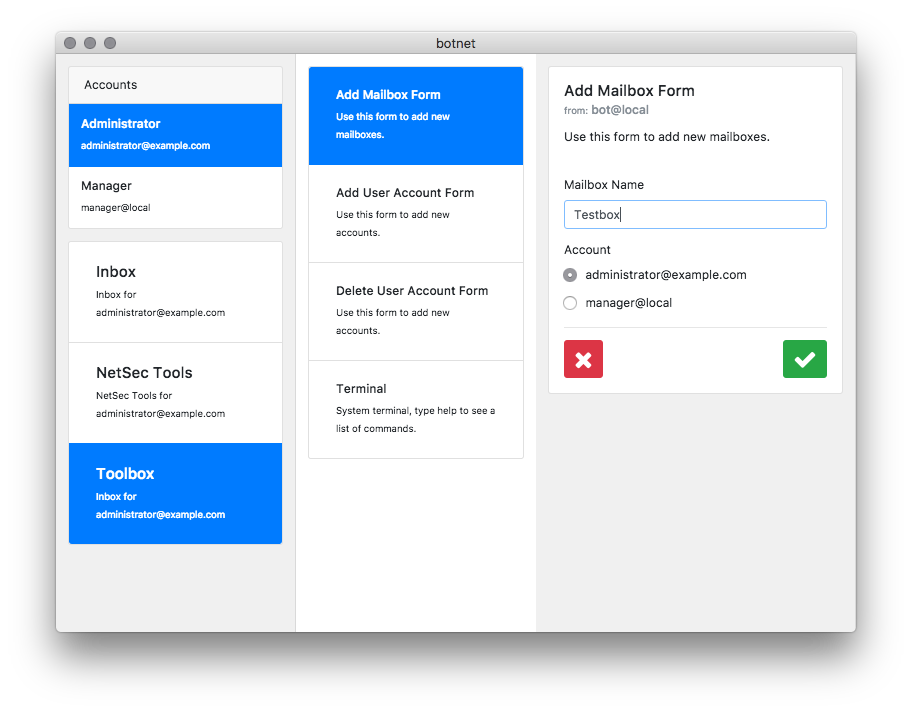 botnet
Accounts
Administrator
administrator@example.com
Manager
manager@local
Inbox
Inbox for
administrator@example.com
NetSec Tools
NetSec Tools for
administrator@example.com
Toolbox
Inbox for
administrator@example.com
Add Mailbox Form
Use this form to add new
mailboxes.
Add User Account Form
Use this form to add new
accounts.
Delete User Account Form
Use this form to add new
accounts.
Terminal
System terminal, type help to see a
list of commands.
Add Mailbox Form
from: bot@local
Use this form to add new mailboxes.
Mailbox Name
Testbox
Account
administrator@example.com
manager@local